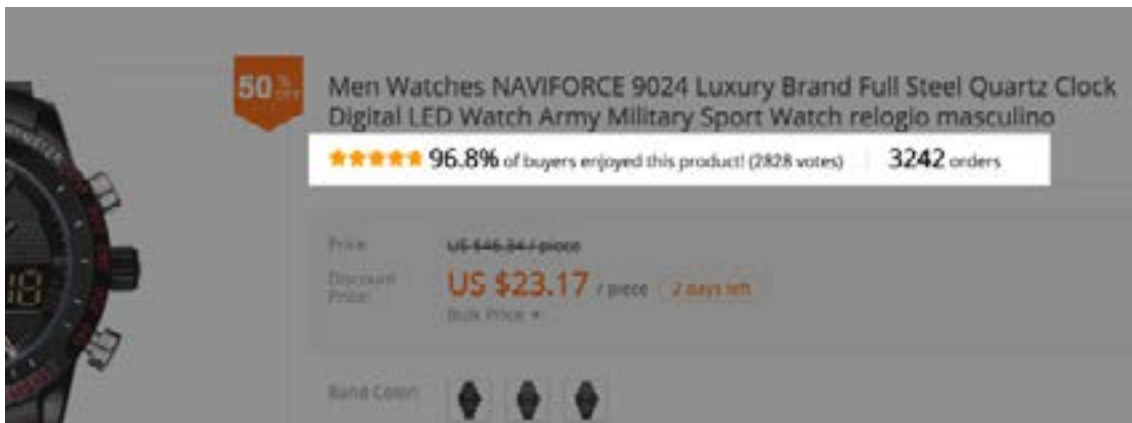 50 % OFF
Men Watches NAVIFORCE 9024 Luxury Brand Full Steel Quartz Clock
Digital LED Watch Army Military Sport Watch relogio masculino
96.8% of buyers enjoyed this product! (2828 votes) 3242 orders
Price:
US $46.34 / piece
Discount
Price:
US $23.17 / piece 2 days left
Bulk Price
Band Color: